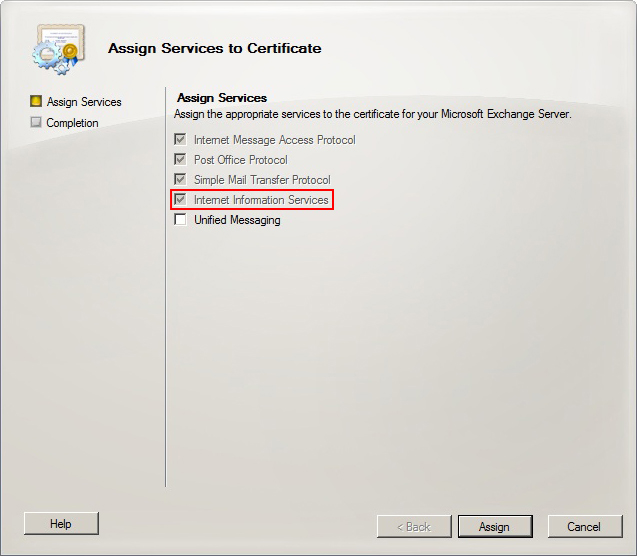 Assign Services to Certificate
Assign Services
Completion
Assign Services
Assign the appropriate services to the certificate for your Microsoft Exchange Server.
Internet Message Access Protocol
Post Office Protocol
Simple Mail Transfer Protocol
Internet Information Services
Unified Messaging
Help
< Back
Assign
Cancel